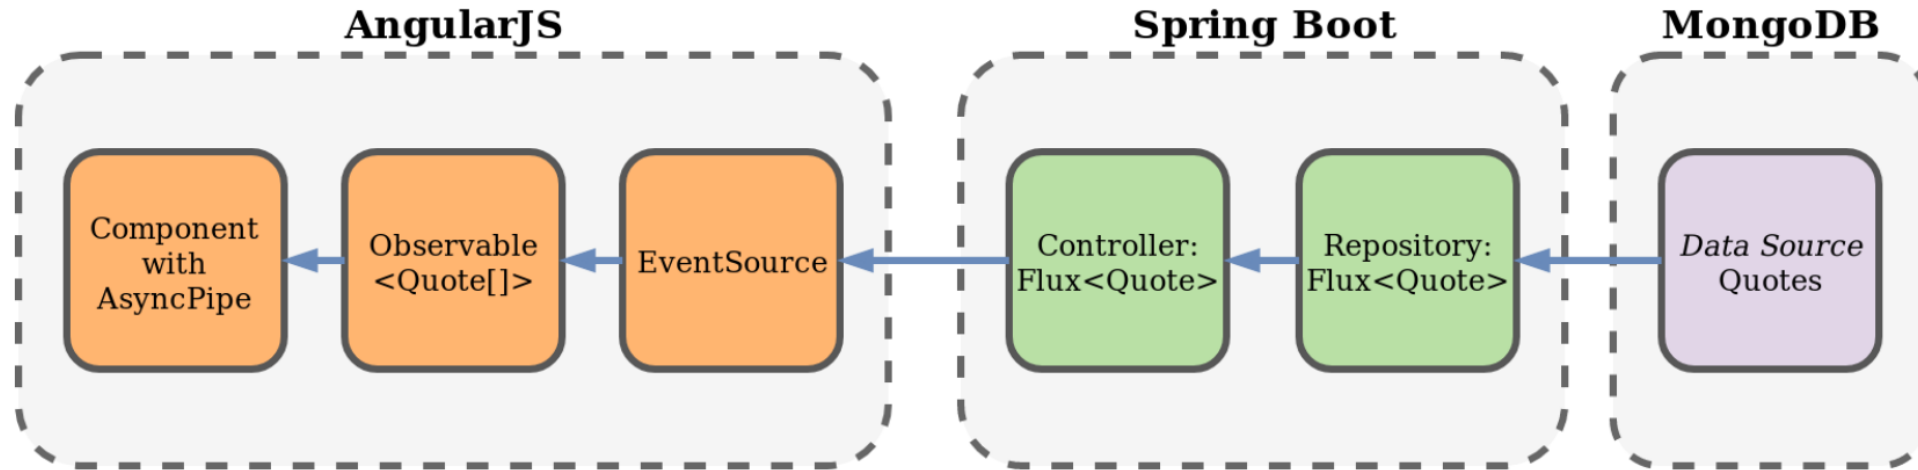 AngularJS
Spring Boot
MongoDB
Component
with
AsyncPipe
Observable
<Quote[]>
EventSource
Controller:
Flux<Quote>
Repository:
Flux<Quote>
Data Source
Quotes